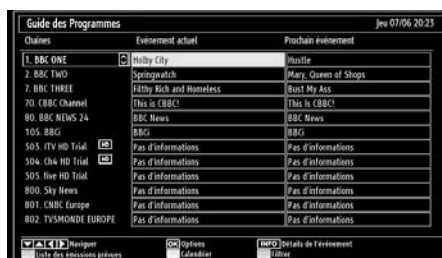 Guide des Programmes Jeu 07/06 20:23
Chaînes Evénement actuel Prochain événement
1. BBC ONE Holby City Hustle
2. BBC TWO Springwatch Mary, Queen of Shops
7. BBC THREE Filthy Rich and Homeless Bust My Ass
70. CBBC Channel This is CBBC! This Is CBBC!
80. BBC NEWS 24 BBC News BBC News
105. BBCi BBCi BBCi
503. ITV HD Trial HD Pas d'informations Pas d'informations
504. Ch4 HD Trial HD Pas d'informations Pas d'informations
505. five HD Trial Pas d'informations Pas d'informations
800. Sky News Pas d'informations Pas d'informations
801. CNBC Europe Pas d'informations Pas d'informations
802. TV5MONDE EUROPE Pas d'informations Pas d'informations
Naviguer OK Options INFO Détails de l'événement
Liste des émissions prévues Calendrier Filtrer